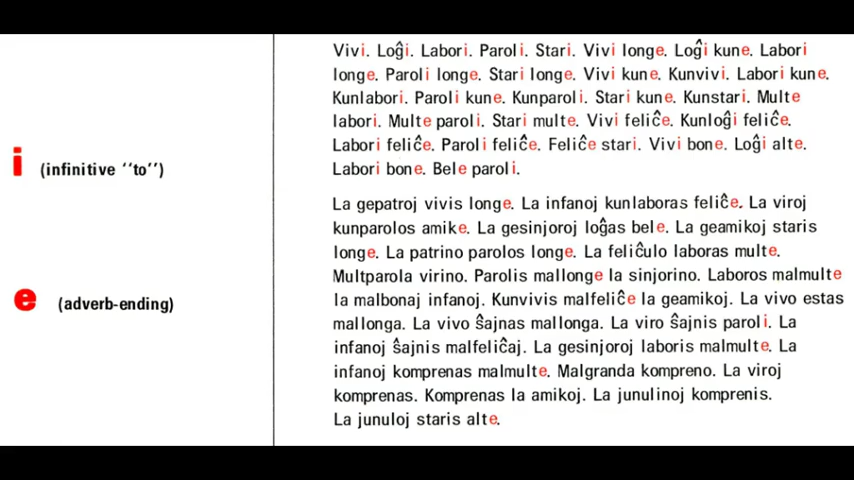 i (infinitive "to")
e (adverb-ending)
Vivi. Loĝi. Labori. Paroli. Stari. Vivi longe. Loĝi kune. Labori
longe. Paroli longe. Stari longe. Vivi kune. Kunvivi. Labori kune.
Kunlabori. Paroli kune. Kunparoli. Stari kune. Kunstari. Multe
labori. Multe paroli. Stari multe. Vivi feliĉe. Kunloĝi feliĉe.
Labori feliĉe. Paroli feliĉe. Feliĉe stari. Vivi bone. Loĝi alte.
Labori bone. Bele paroli.
La gepatroj vivis longe. La infanoj kunlaboras feliĉe. La viroj
kunparolos amike. La gesinjoroj loĝas bele. La geamikoj staris
longe. La patrino parolos longe. La feliĉulo laboras multe.
Multparola virino. Parolis mallonge la sinjorino. Laboros malmulte
la malbonaj infanoj. Kunvivis malfeliĉe la geamikoj. La vivo estas
mallonga. La vivo ŝajnas mallonga. La viro ŝajnis paroli. La
infanoj ŝajnis malfeliĉaj. La gesinjoroj laboris malmulte. La
infanoj komprenas malmulte. Malgranda kompreno. La viroj
komprenas. Komprenas la amikoj. La junulinoj komprenis.
La junuloj staris alte.